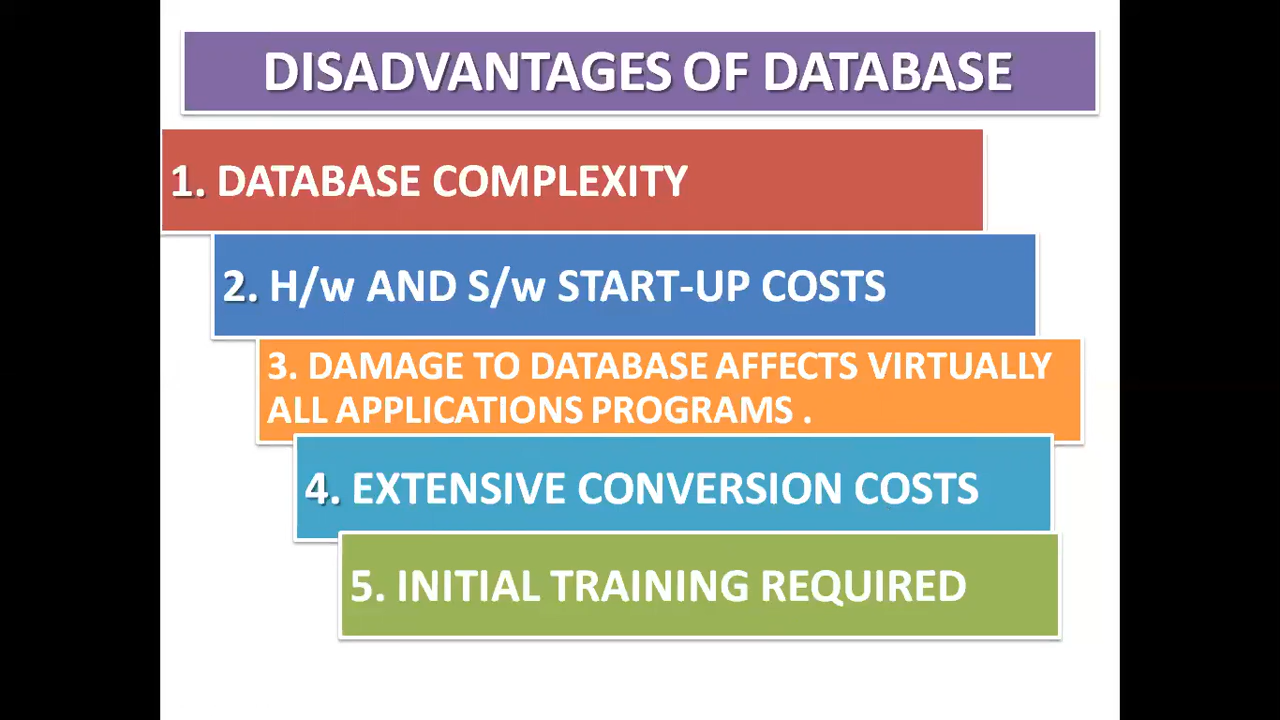 DISADVANTAGES OF DATABASE
1. DATABASE COMPLEXITY
2. H/w AND S/w START-UP COSTS
3. DAMAGE TO DATABASE AFFECTS VIRTUALLY
ALL APPLICATIONS PROGRAMS .
4. EXTENSIVE CONVERSION COSTS
5. INITIAL TRAINING REQUIRED